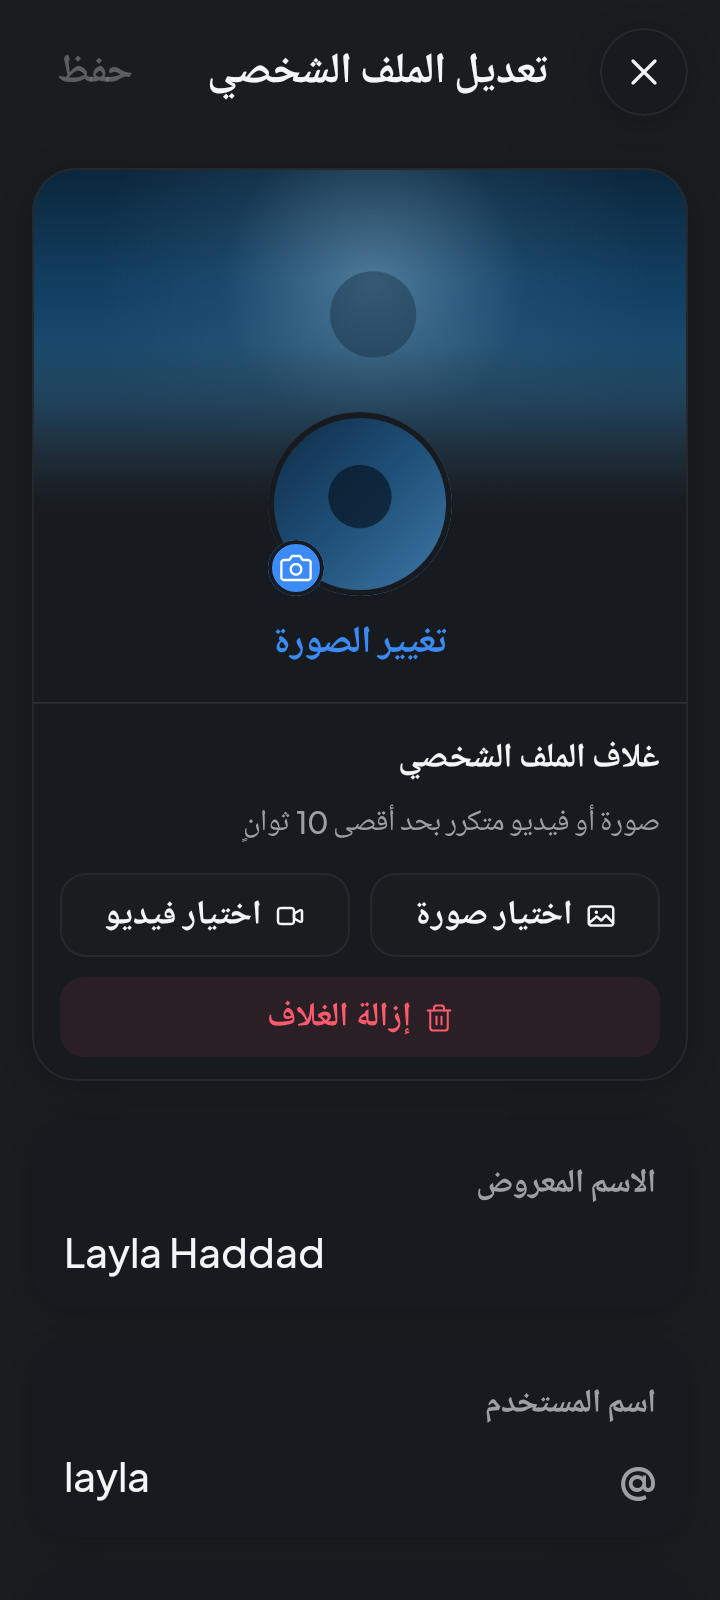 تعديل الملف الشخصي
حفظ
تغيير الصورة
غلاف الملف الشخصي
صورة أو فيديو متكرر بحد أقصى 10 ثوانٍ
اختيار صورة
اختيار فيديو
إزالة الغلاف
الاسم المعروض
Layla Haddad
اسم المستخدم
@
layla